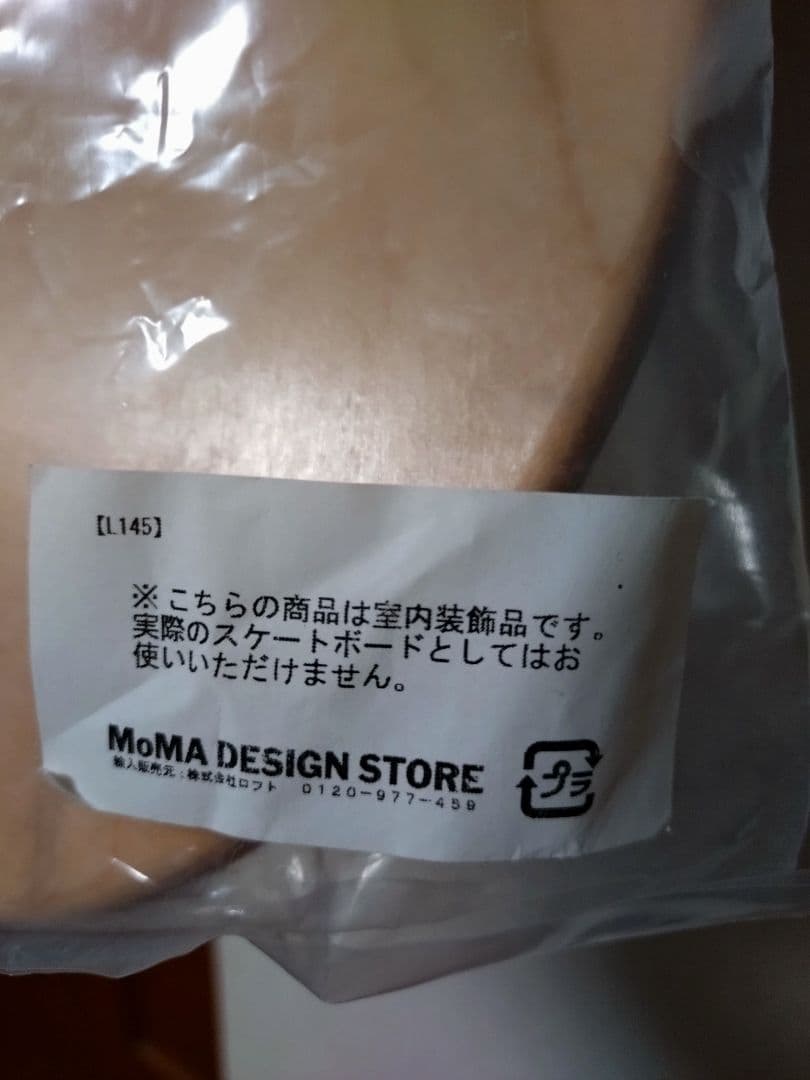 【L145】
※こちらの商品は室内装飾品です。
実際のスケートボードとしてはお
使いいただけません。
MoMA DESIGN STORE
輸入販売元:株式会社ロフト 0120-977-459
プラ